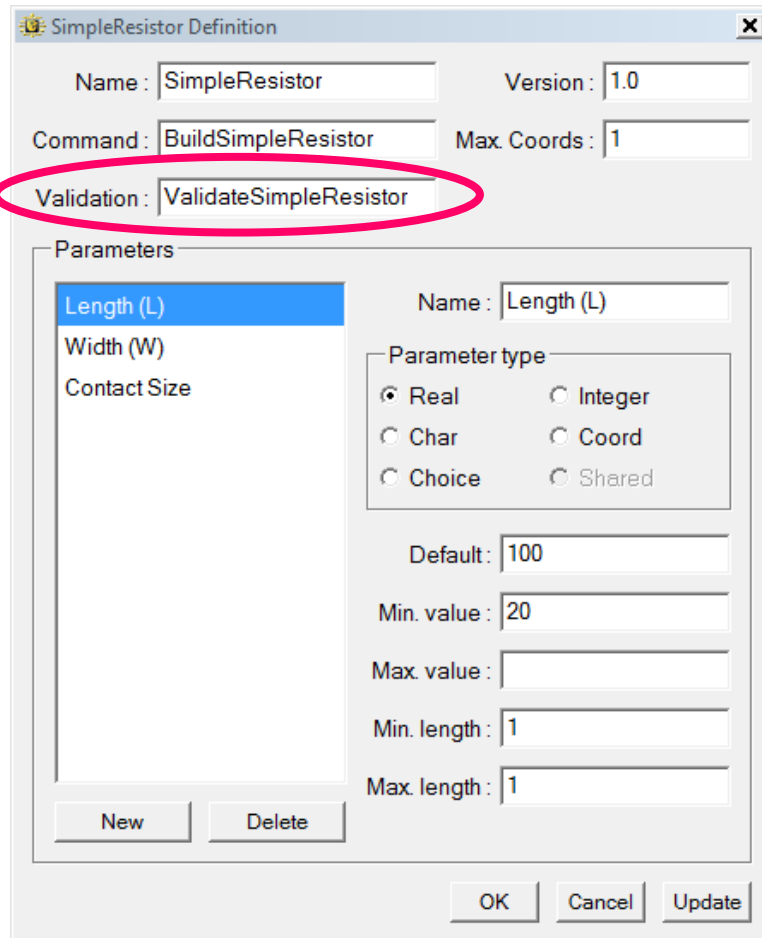 SimpleResistor Definition
Name : SimpleResistor Version : 1.0
Command : BuildSimpleResistor Max. Coords : 1
Validation : ValidateSimpleResistor
Parameters
Length (L)
Width (W)
Contact Size
New Delete
Name : Length (L)
Parameter type
Real Integer
Char Coord
Choice Shared
Default : 100
Min. value : 20
Max. value :
Min. length : 1
Max. length : 1
OK Cancel Update